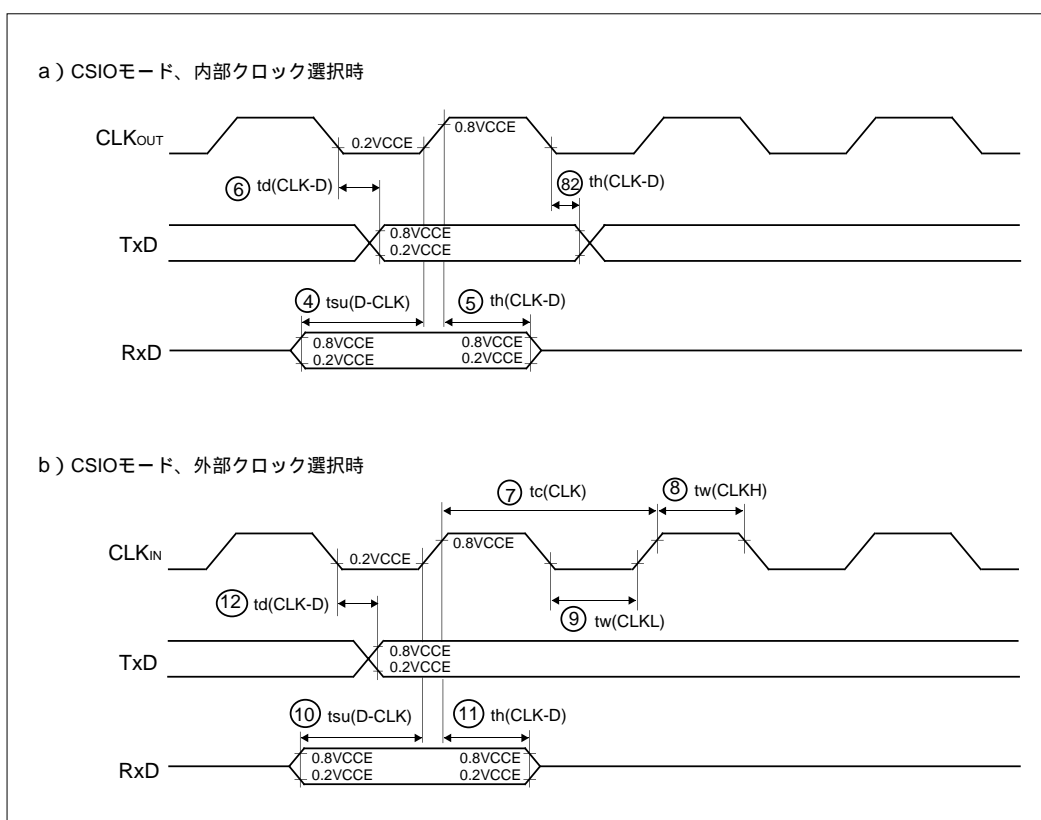 a ) CSIOモード、内部クロック選択時
CLKOUT
0.2VCCE
0.8VCCE
⑥ td(CLK-D)
82 th(CLK-D)
TxD
0.8VCCE
0.2VCCE
④ tsu(D-CLK)
⑤ th(CLK-D)
RxD
0.8VCCE 0.8VCCE
0.2VCCE 0.2VCCE
b ) CSIOモード、外部クロック選択時
⑦ tc(CLK)
⑧ tw(CLKH)
CLKIN
0.2VCCE
0.8VCCE
⑫ td(CLK-D)
⑨ tw(CLKL)
TxD
0.8VCCE
0.2VCCE
⑩ tsu(D-CLK)
⑪ th(CLK-D)
RxD
0.8VCCE 0.8VCCE
0.2VCCE 0.2VCCE